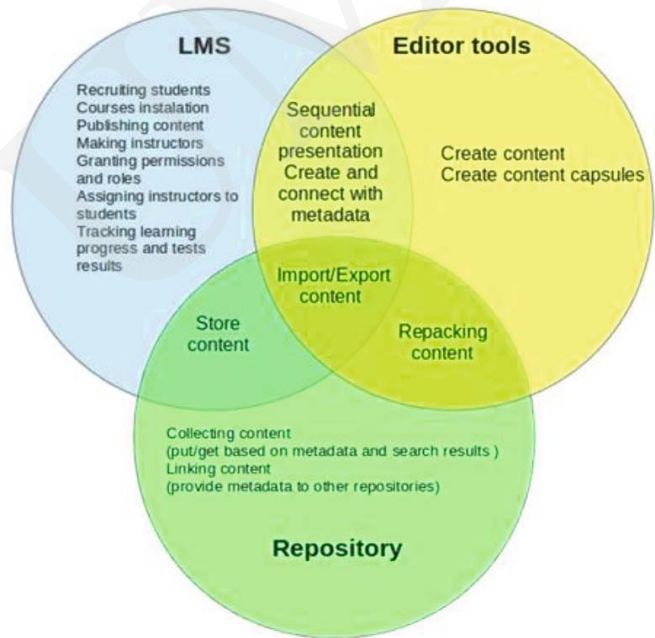 LMS
Editor tools
Recruiting students
Courses instalation
Publishing content
Making instructors
Granting permissions
and roles
Assigning instructors to
students
Tracking learning
progress and tests
results
Sequential
content
presentation
Create and
connect with
metadata
Create content
Create content capsules
Import/Export
content
Store
content
Repacking
content
Collecting content
(put/get based on metadata and search results )
Linking content
(provide metadata to other repositories)
Repository